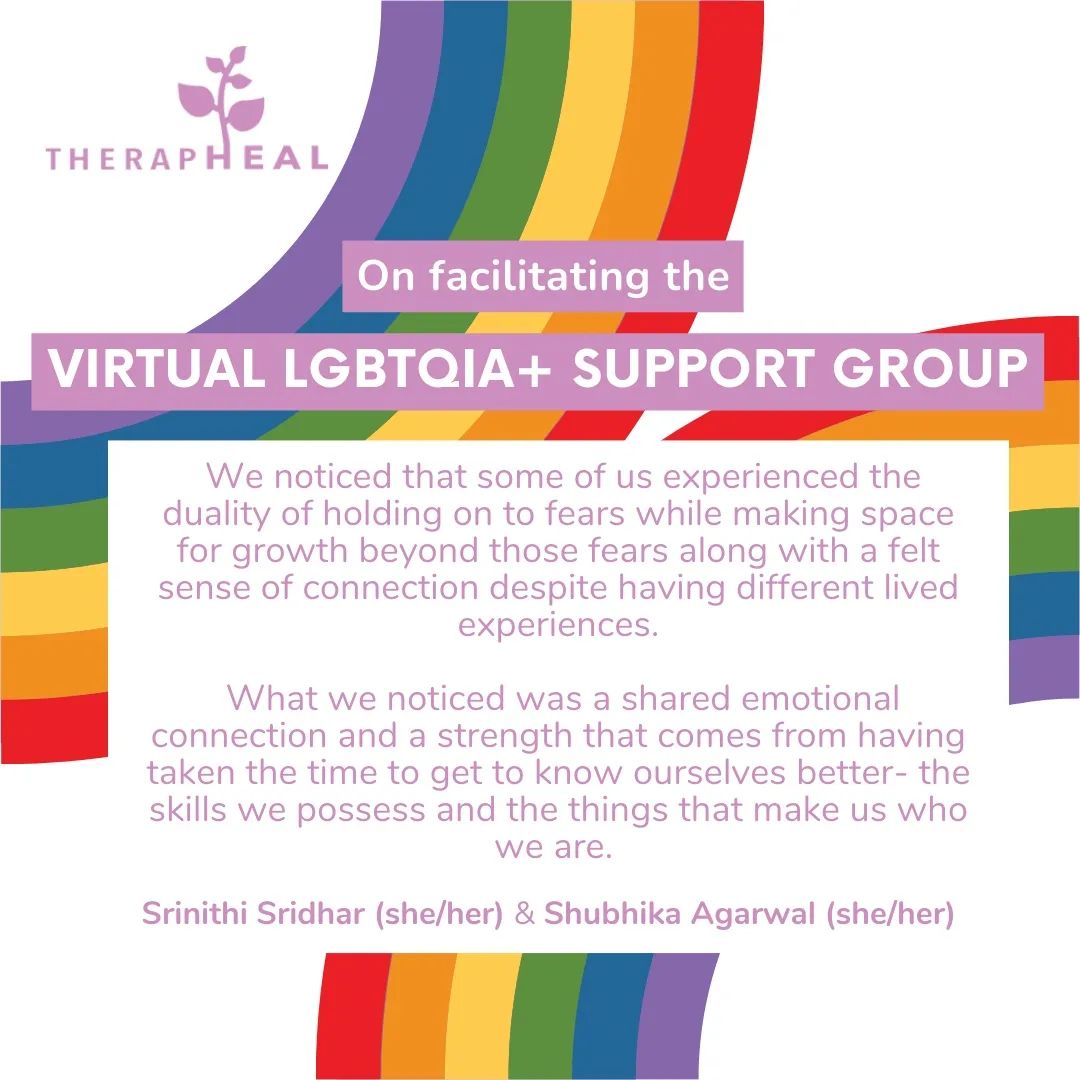 THERAPHEAL
On facilitating the
VIRTUAL LGBTQIA+ SUPPORT GROUP
We noticed that some of us experienced the
duality of holding on to fears while making space
for growth beyond those fears along with a felt
sense of connection despite having different lived
experiences.
What we noticed was a shared emotional
connection and a strength that comes from having
taken the time to get to know ourselves better- the
skills we possess and the things that make us who
we are.
Srinithi Sridhar (she/her) & Shubhika Agarwal (she/her)